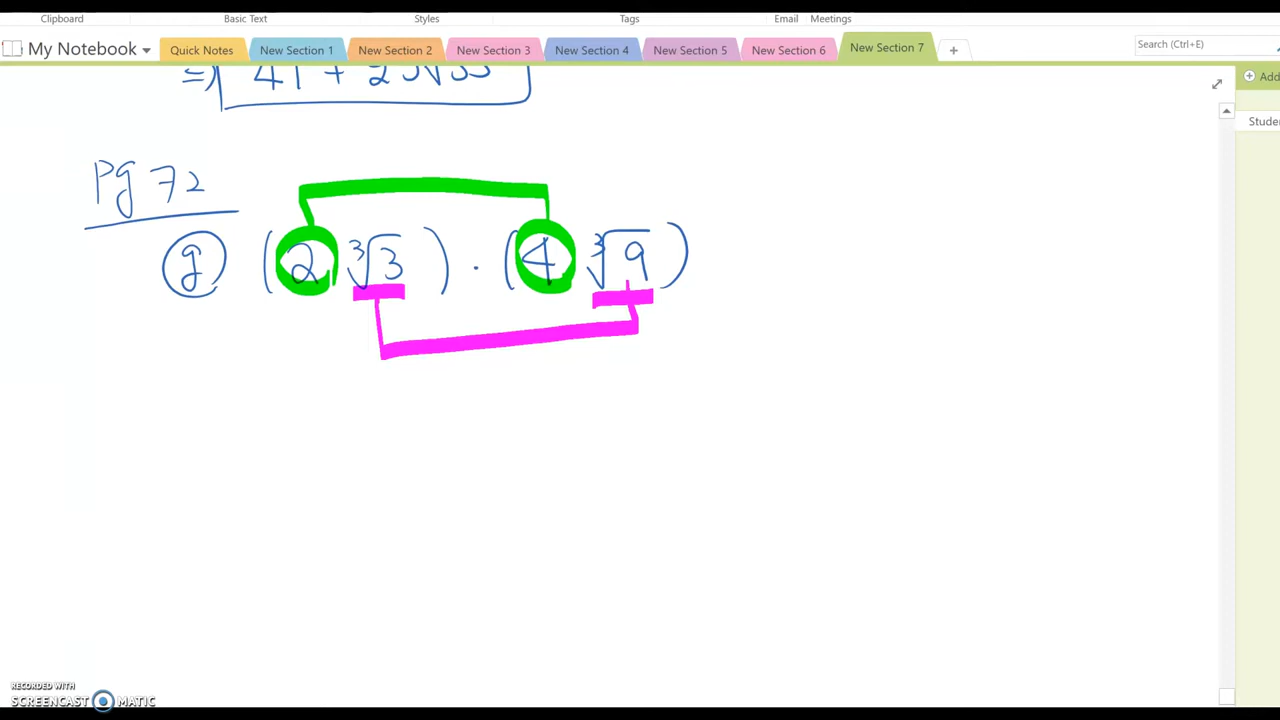 Clipboard Basic Text Styles Tags Email Meetings
My Notebook Quick Notes New Section 1 New Section 2 New Section 3 New Section 4 New Section 5 New Section 6 New Section 7 + Search (Ctrl+E)
Add
Stude
Pg 72
g (2 ∛3) · (4 ∛9)
RECORDED WITH
SCREENCAST MATIC